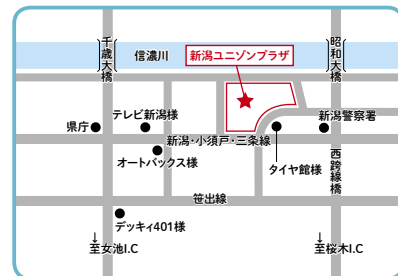 千歳大橋
信濃川
新潟ユニゾンプラザ
昭和大橋
県庁
テレビ新潟様
新潟警察署
新潟・小須戸・三条線
オートバックス様
タイヤ館様
西跨線橋
笹出線
デッキィ401様
至女池I.C
至桜木I.C